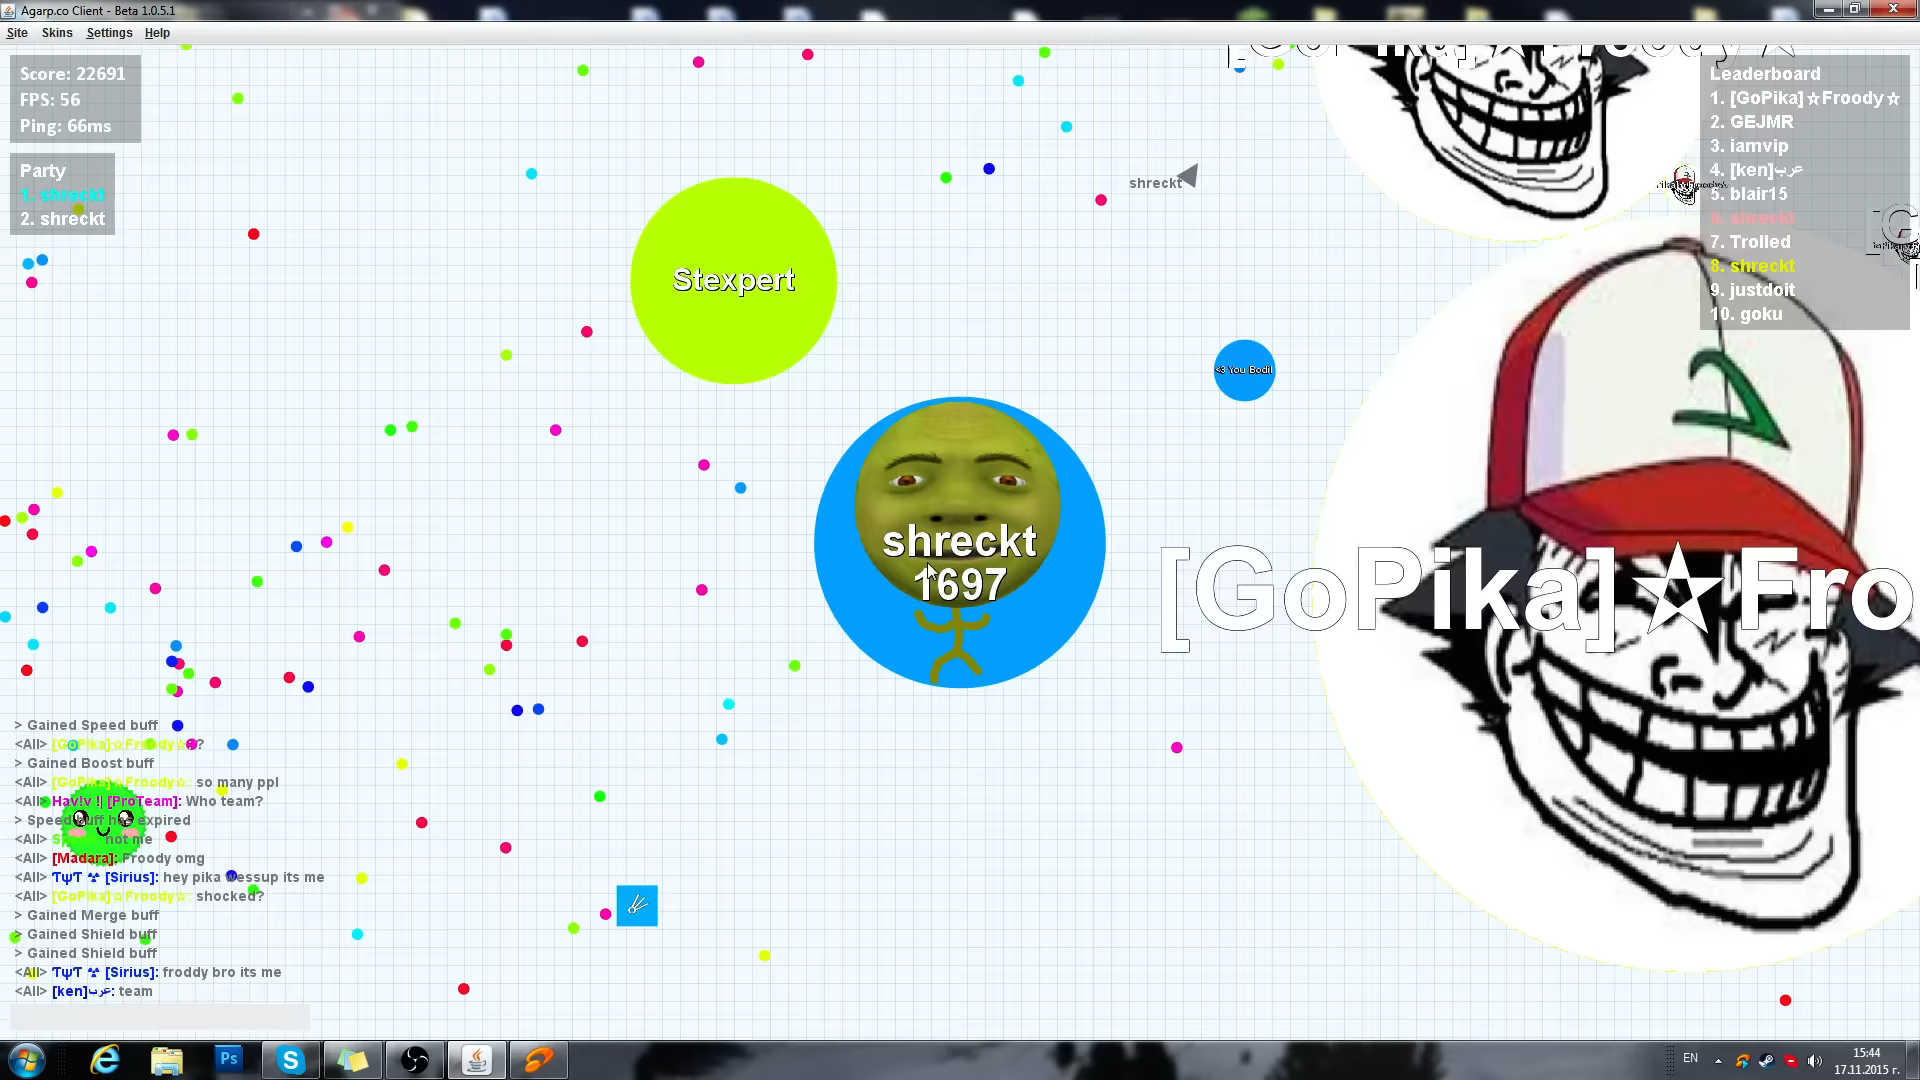 Agarp.co Client - Beta 1.0.5.1
Site Skins Settings Help
Score: 22691
FPS: 56
Ping: 66ms
Party
1. shreckt
2. shreckt
Leaderboard
1. [GoPika]☆Froody☆
2. GEJMR
3. iamvip
4. [ken]عرب
5. blair15
6. shreckt
7. Trolled
8. shreckt
9. justdoit
10. goku
[GoPika]☆Froody☆
shreckt
Stexpert
<3 You Bodil
shreckt
1697
[GoPika]☆Fro
> Gained Speed buff
<All> [GoPika]☆Froody☆: ?
> Gained Boost buff
<All> [GoPika]☆Froody☆: so many ppl
<All> Hav!v !| [ProTeam]: Who team?
> Speed buff has expired
<All> not me
<All> [Madara]: Froody omg
<All> ƬψƬ ☢ [Sirius]: hey pika wessup its me
<All> [GoPika]☆Froody☆: shocked?
> Gained Merge buff
> Gained Shield buff
> Gained Shield buff
<All> ƬψƬ ☢ [Sirius]: froddy bro its me
<All> [ken]عرب: team
Ps
EN
15:44
17.11.2015 г.